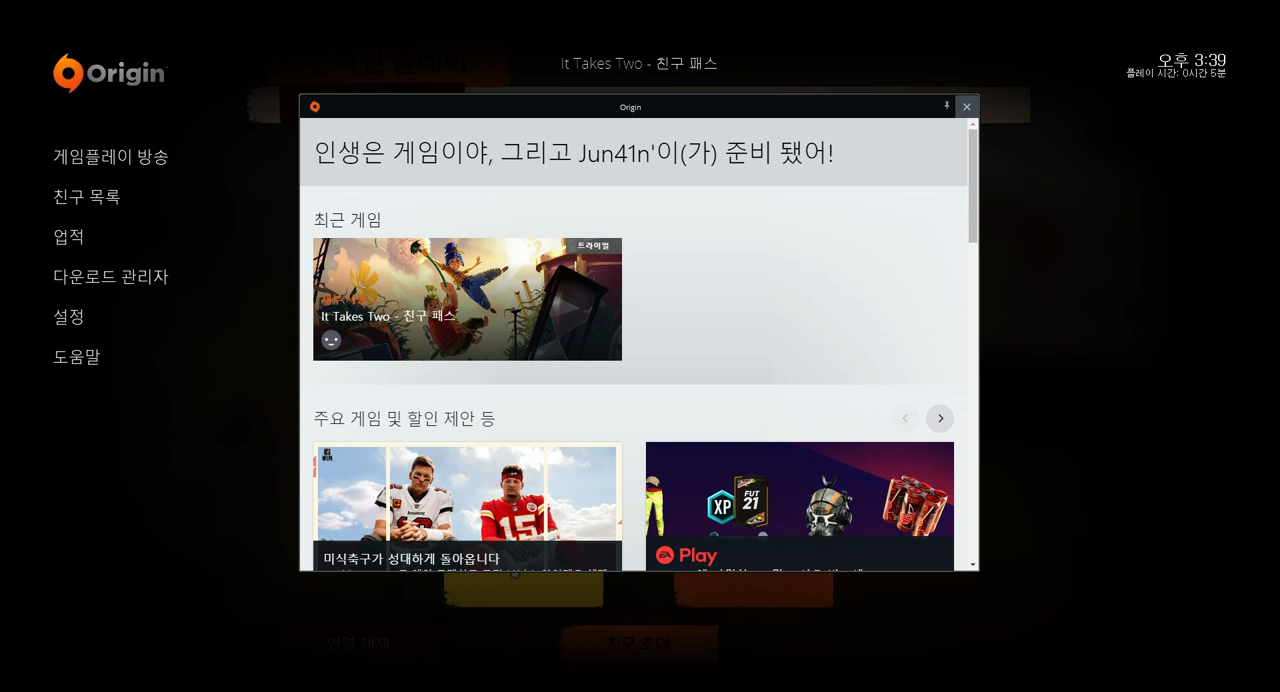 Origin
It Takes Two - 친구 패스
오후 3:39
플레이 시간: 0시간 5분
게임플레이 방송
친구 목록
업적
다운로드 관리자
설정
도움말
Origin
인생은 게임이야, 그리고 Jun41n'이(가) 준비 됐어!
최근 게임
트라이얼
It Takes Two - 친구 패스
주요 게임 및 할인 제안 등
15
미식축구가 성대하게 돌아옵니다
XP
FUT
21
EA Play
연결 해제
친구 초대